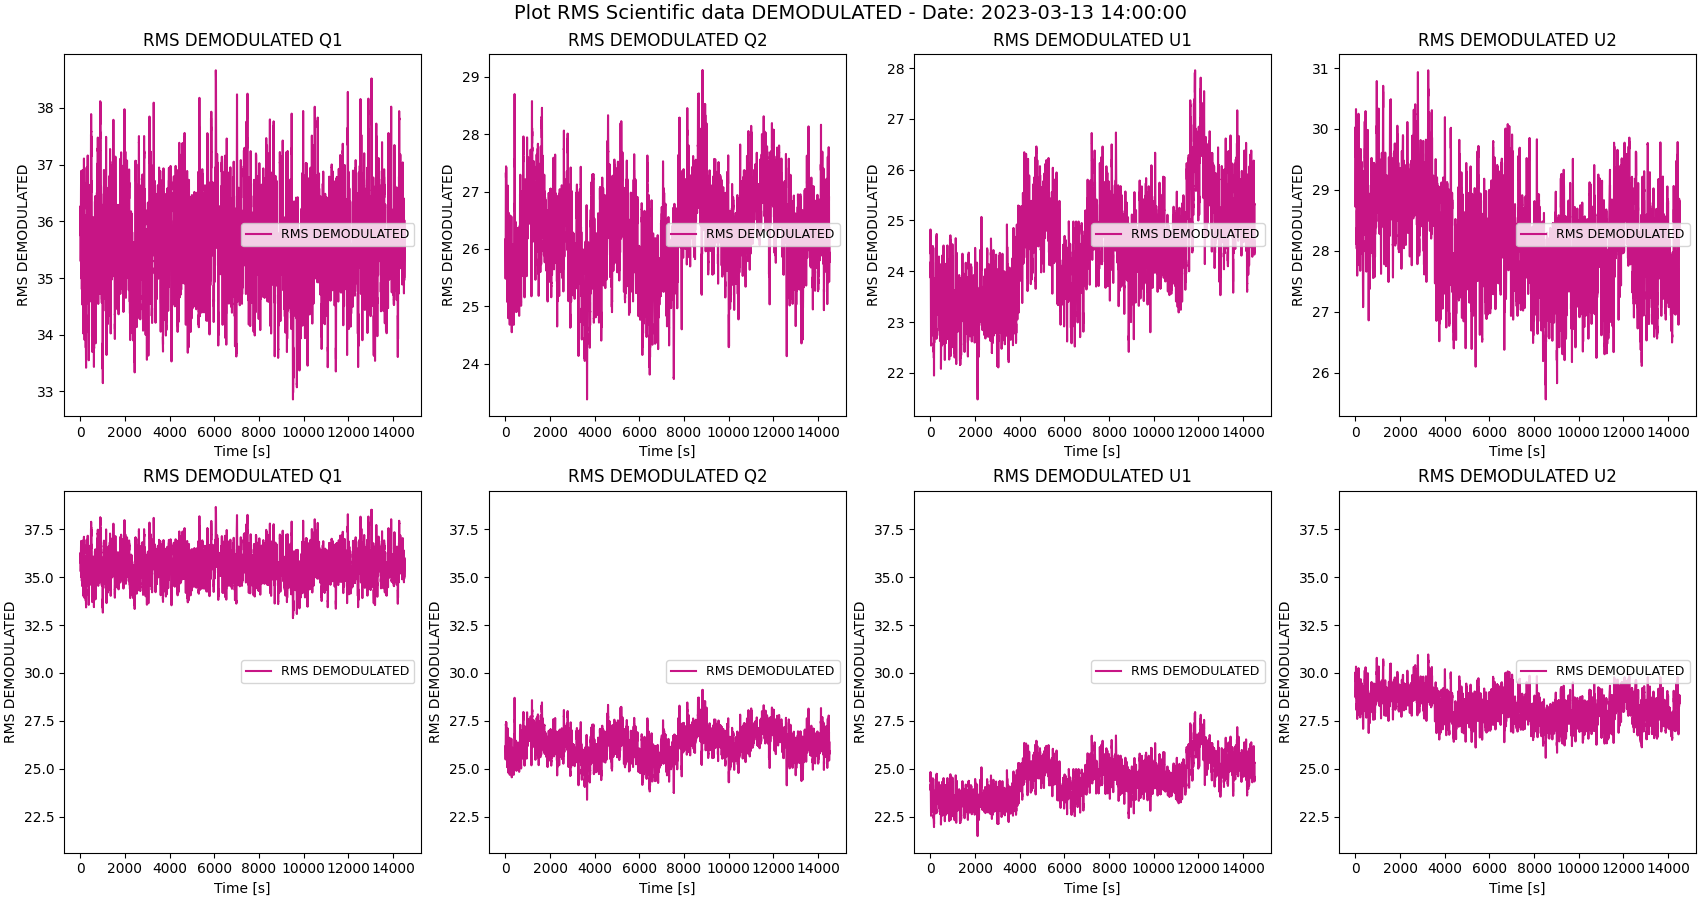 Plot RMS Scientific data DEMODULATED - Date: 2023-03-13 14:00:00
RMS DEMODULATED Q1
RMS DEMODULATED
38
37
36
35
34
33
RMS DEMODULATED
0 2000 4000 6000 8000 10000 12000 14000
Time [s]
RMS DEMODULATED Q2
RMS DEMODULATED
29
28
27
26
25
24
RMS DEMODULATED
0 2000 4000 6000 8000 10000 12000 14000
Time [s]
RMS DEMODULATED U1
RMS DEMODULATED
28
27
26
25
24
23
22
RMS DEMODULATED
0 2000 4000 6000 8000 10000 12000 14000
Time [s]
RMS DEMODULATED U2
RMS DEMODULATED
31
30
29
28
27
26
RMS DEMODULATED
0 2000 4000 6000 8000 10000 12000 14000
Time [s]
RMS DEMODULATED Q1
RMS DEMODULATED
37.5
35.0
32.5
30.0
27.5
25.0
22.5
RMS DEMODULATED
0 2000 4000 6000 8000 10000 12000 14000
Time [s]
RMS DEMODULATED Q2
RMS DEMODULATED
37.5
35.0
32.5
30.0
27.5
25.0
22.5
RMS DEMODULATED
0 2000 4000 6000 8000 10000 12000 14000
Time [s]
RMS DEMODULATED U1
RMS DEMODULATED
37.5
35.0
32.5
30.0
27.5
25.0
22.5
RMS DEMODULATED
0 2000 4000 6000 8000 10000 12000 14000
Time [s]
RMS DEMODULATED U2
RMS DEMODULATED
37.5
35.0
32.5
30.0
27.5
25.0
22.5
RMS DEMODULATED
0 2000 4000 6000 8000 10000 12000 14000
Time [s]